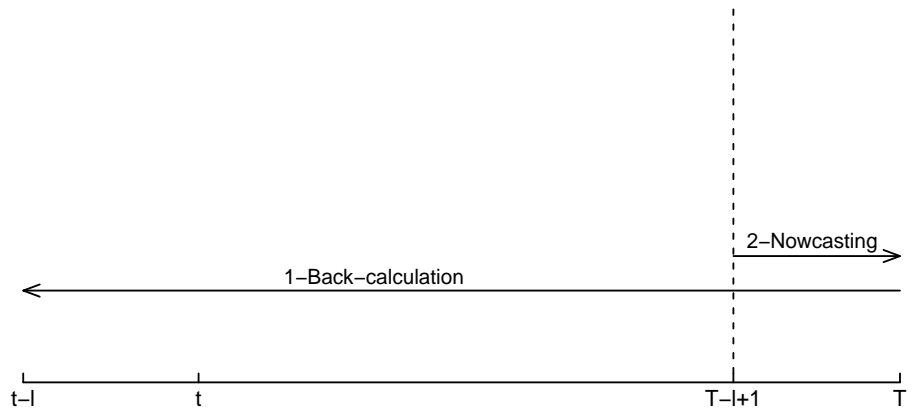 2−Nowcasting
1−Back−calculation
t−l
t
T−l+1
T